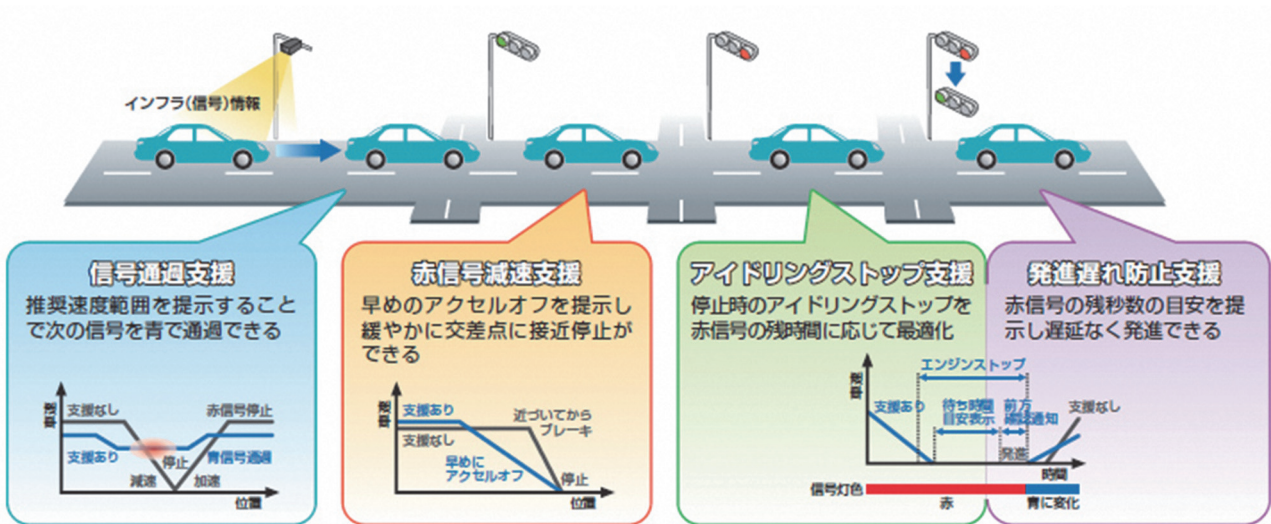 インフラ(信号)情報
信号通過支援
推奨速度範囲を提示すること
で次の信号を青で通過できる
車速
支援なし
赤信号停止
支援あり
停止
青信号通過
減速
加速
位置
赤信号減速支援
早めのアクセルオフを提示し
緩やかに交差点に接近停止が
できる
車速
支援あり
近づいてから
ブレーキ
支援なし
早めに
アクセルオフ
停止
位置
アイドリングストップ支援
停止時のアイドリングストップを
赤信号の残時間に応じて最適化
発進遅れ防止支援
赤信号の残秒数の目安を提
示し遅延なく発進できる
エンジンストップ
車速
支援あり
待ち時間
目安表示
前方
確認通知
支援なし
発進
時間
信号灯色
赤
青に変化